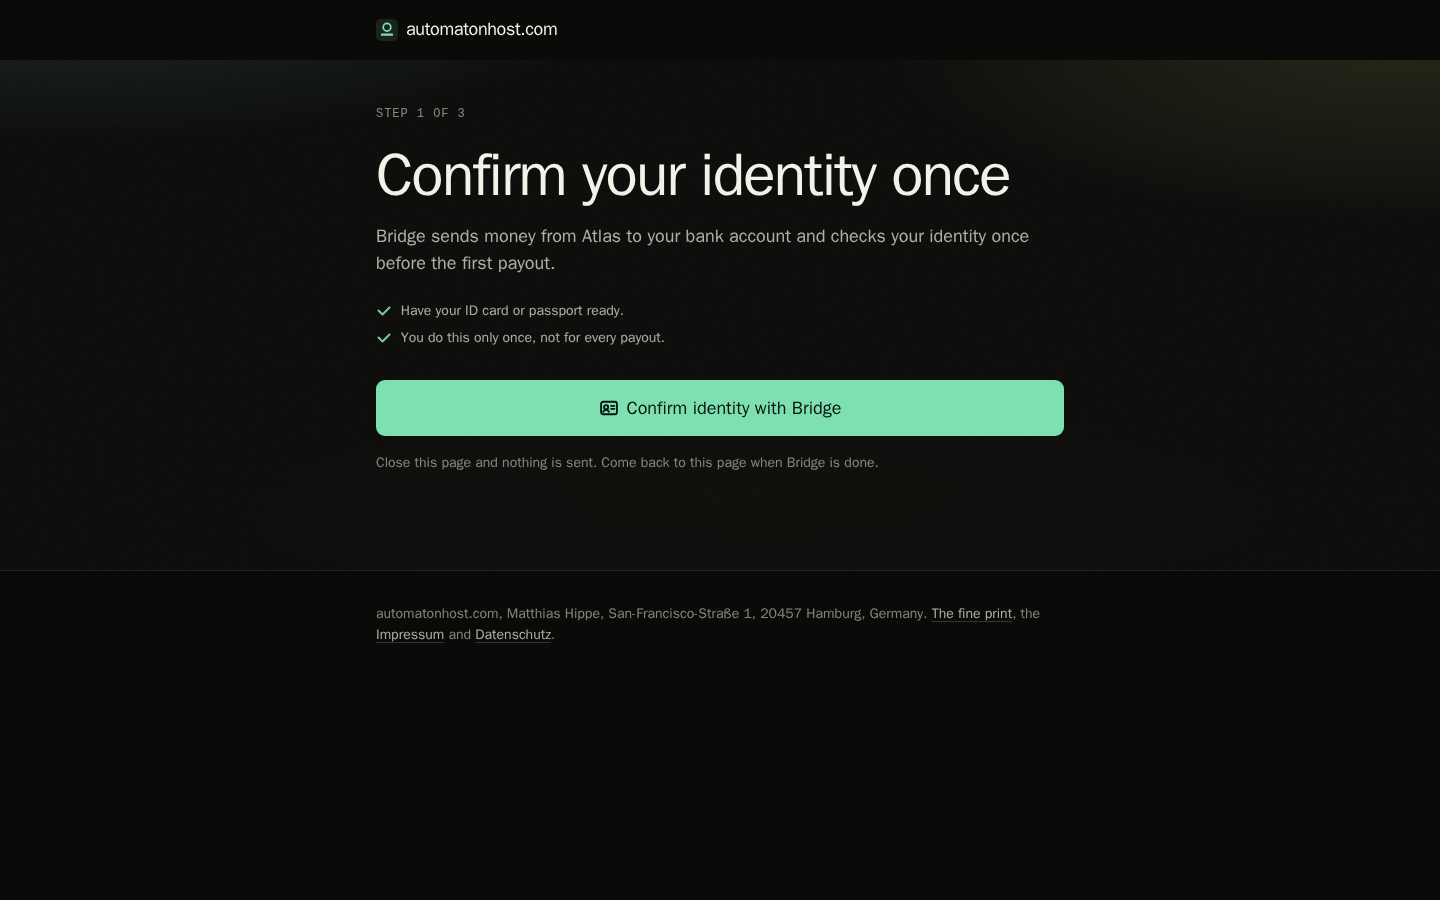 automatonhost.com
STEP 1 OF 3
Confirm your identity once
Bridge sends money from Atlas to your bank account and checks your identity once
before the first payout.
Have your ID card or passport ready.
You do this only once, not for every payout.
Confirm identity with Bridge
Close this page and nothing is sent. Come back to this page when Bridge is done.
automatonhost.com, Matthias Hippe, San-Francisco-Straße 1, 20457 Hamburg, Germany. The fine print, the
Impressum and Datenschutz.